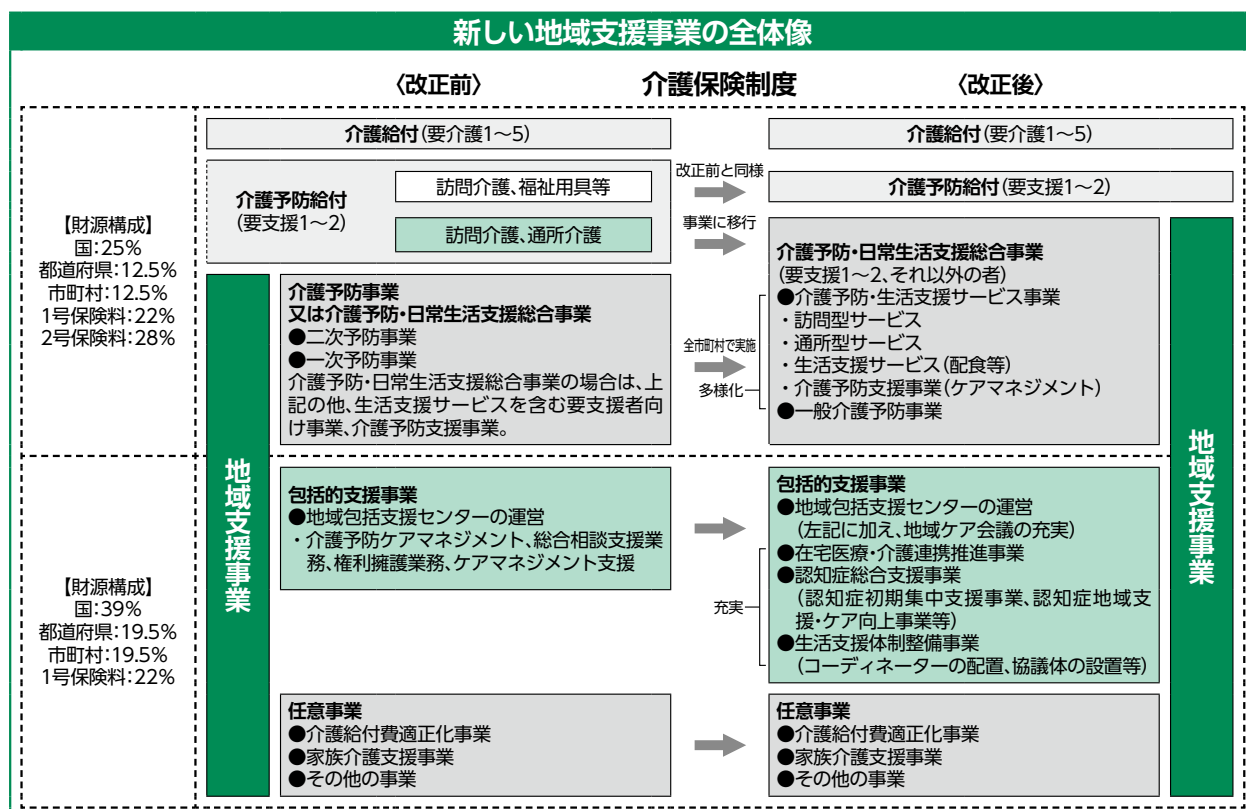 新しい地域支援事業の全体像
〈改正前〉
介護保険制度
〈改正後〉
【財源構成】
国:25%
都道府県:12.5%
市町村:12.5%
1号保険料:22%
2号保険料:28%
介護給付(要介護1～5)
介護予防給付
(要支援1～2)
訪問介護、福祉用具等
訪問介護、通所介護
改正前と同様
事業に移行
介護給付(要介護1～5)
介護予防給付(要支援1～2)
地域支援事業
介護予防事業
又は介護予防・日常生活支援総合事業
●二次予防事業
●一次予防事業
介護予防・日常生活支援総合事業の場合は、上
記の他、生活支援サービスを含む要支援者向
け事業、介護予防支援事業。
全市町村で実施
多様化
介護予防・日常生活支援総合事業
(要支援1～2、それ以外の者)
●介護予防・生活支援サービス事業
・訪問型サービス
・通所型サービス
・生活支援サービス(配食等)
・介護予防支援事業(ケアマネジメント)
●一般介護予防事業
地域支援事業
【財源構成】
国:39%
都道府県:19.5%
市町村:19.5%
1号保険料:22%
包括的支援事業
●地域包括支援センターの運営
・介護予防ケアマネジメント、総合相談支援業
務、権利擁護業務、ケアマネジメント支援
充実
包括的支援事業
●地域包括支援センターの運営
(左記に加え、地域ケア会議の充実)
●在宅医療・介護連携推進事業
●認知症総合支援事業
(認知症初期集中支援事業、認知症地域支
援・ケア向上事業等)
●生活支援体制整備事業
(コーディネーターの配置、協議体の設置等)
任意事業
●介護給付費適正化事業
●家族介護支援事業
●その他の事業
任意事業
●介護給付費適正化事業
●家族介護支援事業
●その他の事業